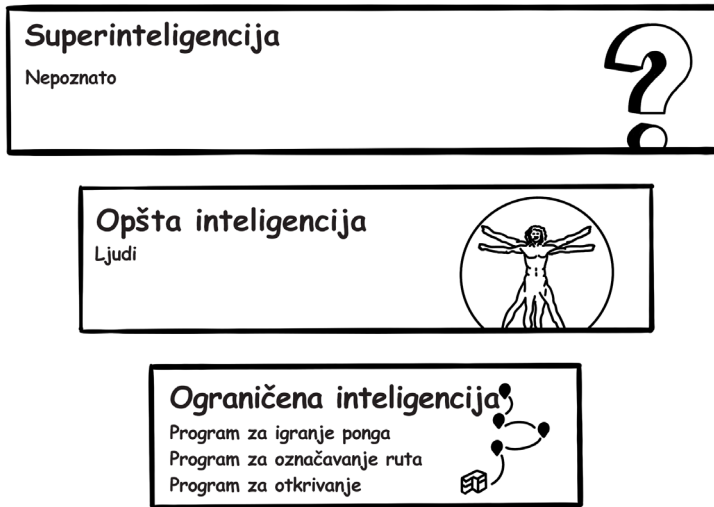 Superinteligencija
Nepoznato
Opšta inteligencija
Ljudi
Ograničena inteligencija
Program za igranje ponga
Program za označavanje ruta
Program za otkrivanje